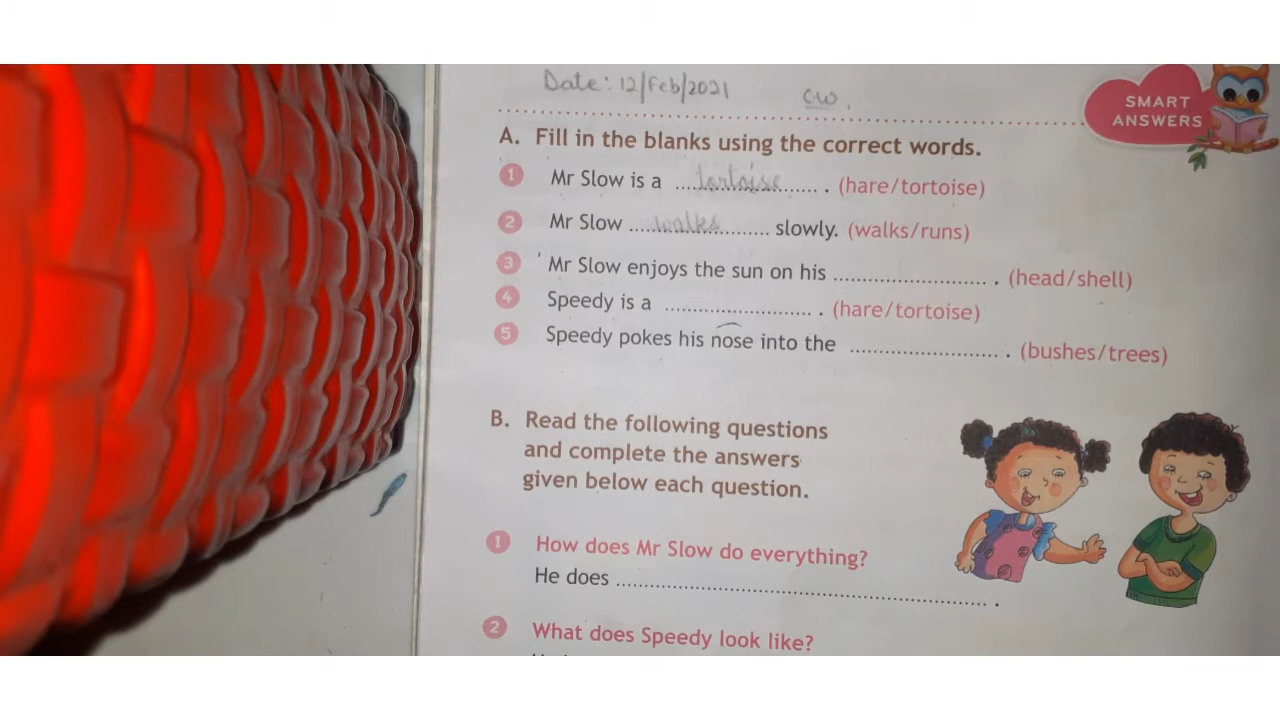 Date: 12/Feb/2021 C.W.
SMART
ANSWERS
A. Fill in the blanks using the correct words.
1 Mr Slow is a ....tortoise.... . (hare/tortoise)
2 Mr Slow ....walks.... slowly. (walks/runs)
3 Mr Slow enjoys the sun on his ............................ . (head/shell)
4 Speedy is a ........................... . (hare/tortoise)
5 Speedy pokes his nose into the ........................... . (bushes/trees)
B. Read the following questions
and complete the answers
given below each question.
1 How does Mr Slow do everything?
He does .................................................................. .
2 What does Speedy look like?